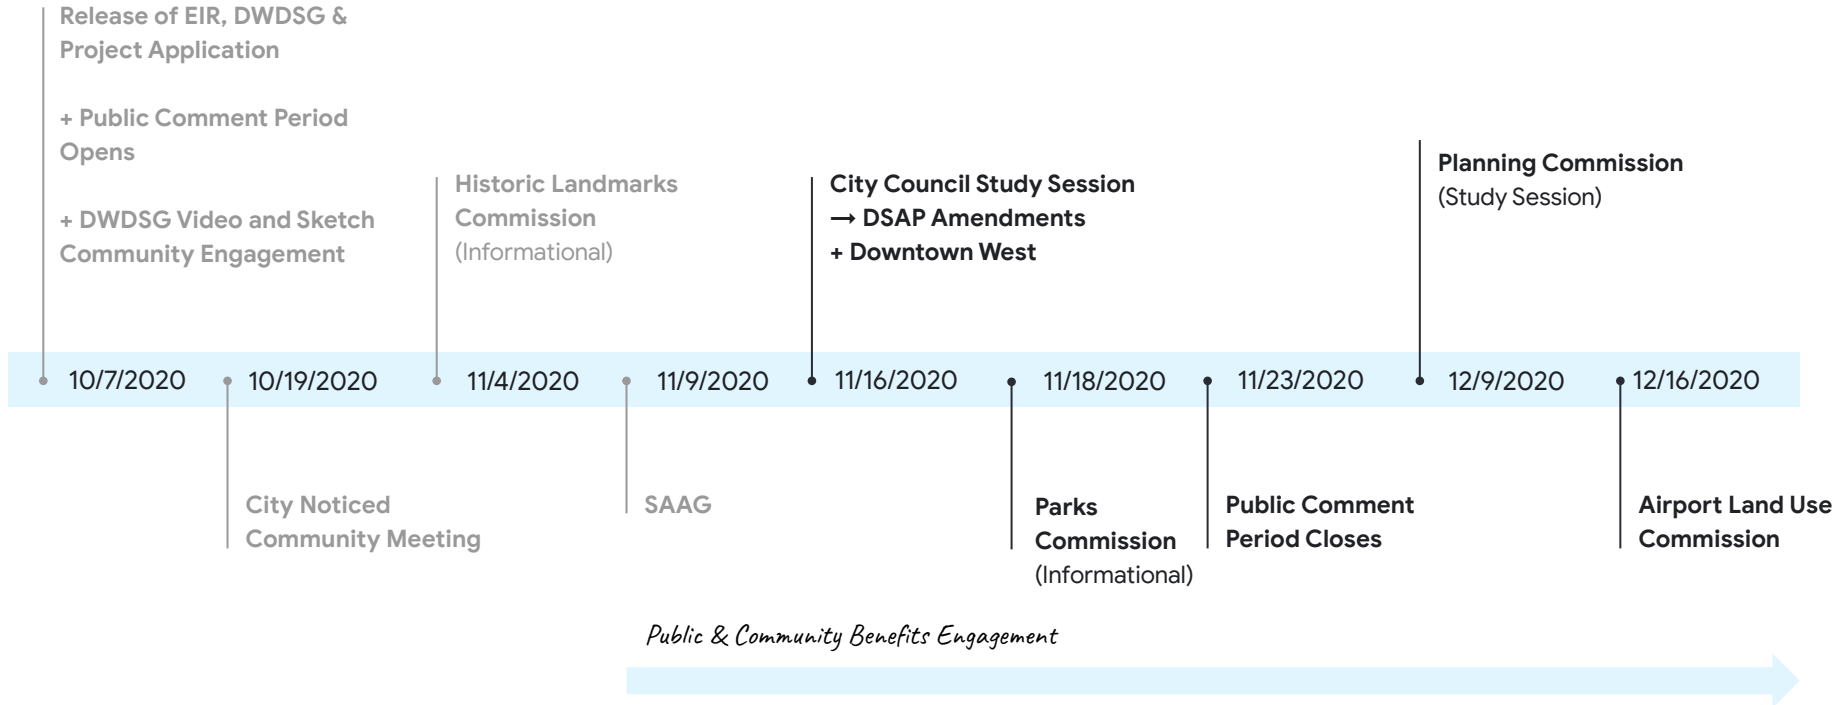 Release of EIR, DWDSG &
Project Application
+ Public Comment Period
Opens
+ DWDSG Video and Sketch
Community Engagement
Historic Landmarks
Commission
(Informational)
City Council Study Session
→ DSAP Amendments
+ Downtown West
Planning Commission
(Study Session)
10/7/2020
10/19/2020
11/4/2020
11/9/2020
11/16/2020
11/18/2020
11/23/2020
12/9/2020
12/16/2020
City Noticed
Community Meeting
SAAG
Parks
Commission
(Informational)
Public Comment
Period Closes
Airport Land Use
Commission
Public & Community Benefits Engagement